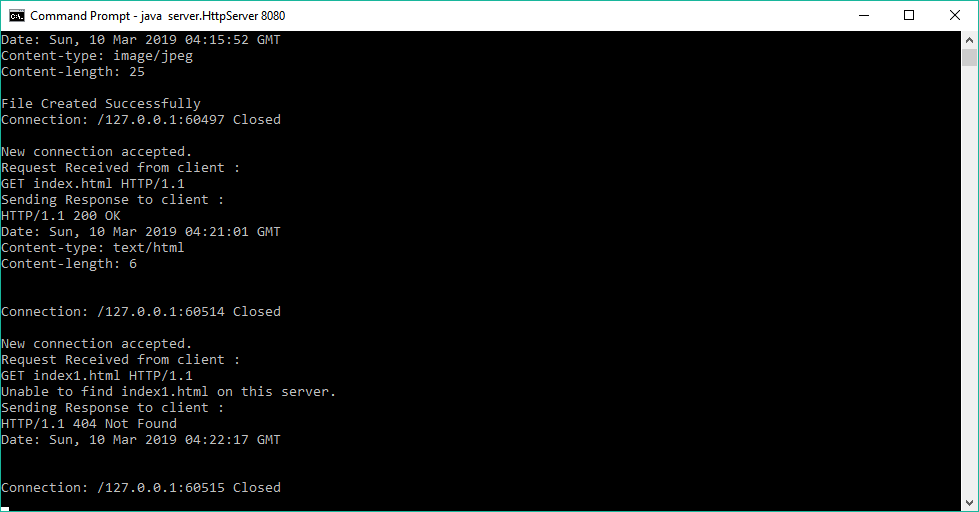 Command Prompt - java  server.HttpServer 8080
Date: Sun, 10 Mar 2019 04:15:52 GMT
Content-type: image/jpeg
Content-length: 25
File Created Successfully
Connection: /127.0.0.1:60497 Closed
New connection accepted.
Request Received from client :
GET index.html HTTP/1.1
Sending Response to client :
HTTP/1.1 200 OK
Date: Sun, 10 Mar 2019 04:21:01 GMT
Content-type: text/html
Content-length: 6
Connection: /127.0.0.1:60514 Closed
New connection accepted.
Request Received from client :
GET index1.html HTTP/1.1
Unable to find index1.html on this server.
Sending Response to client :
HTTP/1.1 404 Not Found
Date: Sun, 10 Mar 2019 04:22:17 GMT
Connection: /127.0.0.1:60515 Closed